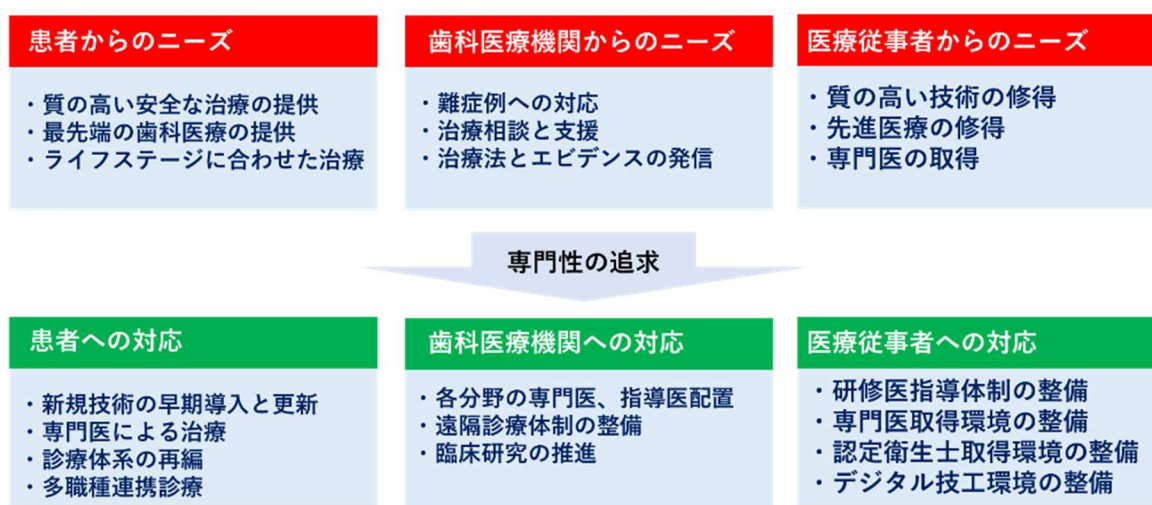 患者からのニーズ
・質の高い安全な治療の提供
・最先端の歯科医療の提供
・ライフステージに合わせた治療
歯科医療機関からのニーズ
・難症例への対応
・治療相談と支援
・治療法とエビデンスの発信
医療従事者からのニーズ
・質の高い技術の修得
・先進医療の修得
・専門医の取得
専門性の追求
患者への対応
・新規技術の早期導入と更新
・専門医による治療
・診療体系の再編
・多職種連携診療
歯科医療機関への対応
・各分野の専門医、指導医配置
・遠隔診療体制の整備
・臨床研究の推進
医療従事者への対応
・研修医指導体制の整備
・専門医取得環境の整備
・認定衛生士取得環境の整備
・デジタル技工環境の整備